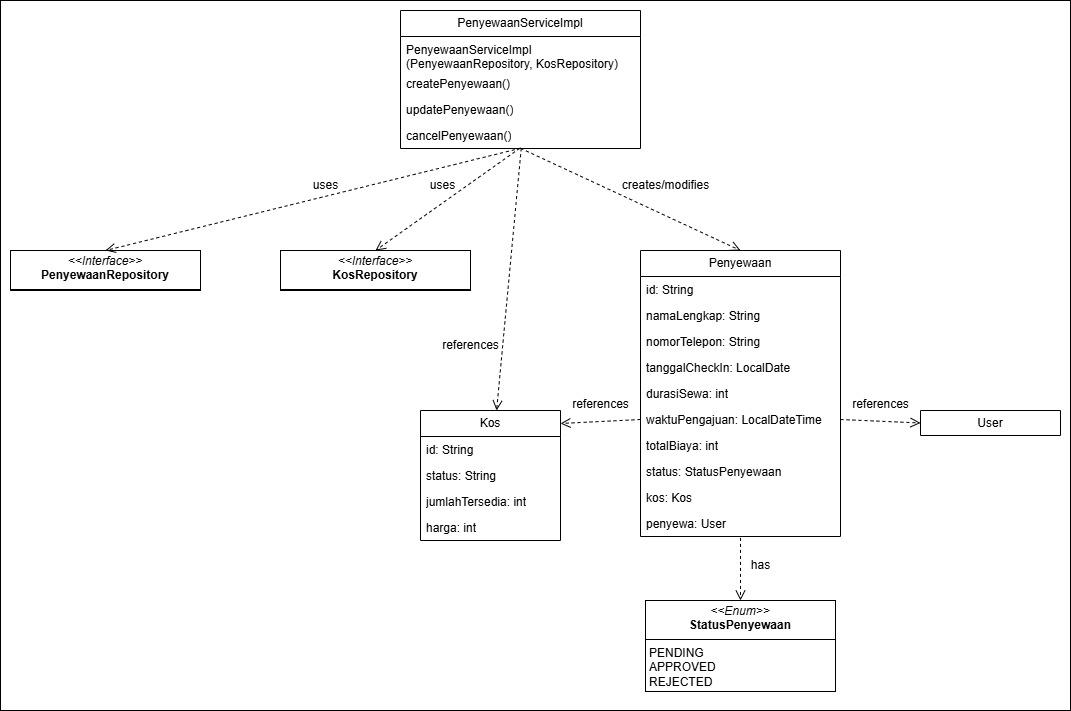 PenyewaanServiceImpl
PenyewaanServiceImpl
(PenyewaanRepository, KosRepository)
createPenyewaan()
updatePenyewaan()
cancelPenyewaan()
uses
uses
creates/modifies
<<Interface>>
PenyewaanRepository
<<Interface>>
KosRepository
Penyewaan
id: String
namaLengkap: String
nomorTelepon: String
tanggalCheckIn: LocalDate
durasiSewa: int
waktuPengajuan: LocalDateTime
totalBiaya: int
status: StatusPenyewaan
kos: Kos
penyewa: User
references
references
references
Kos
id: String
status: String
jumlahTersedia: int
harga: int
User
has
<<Enum>>
StatusPenyewaan
PENDING
APPROVED
REJECTED